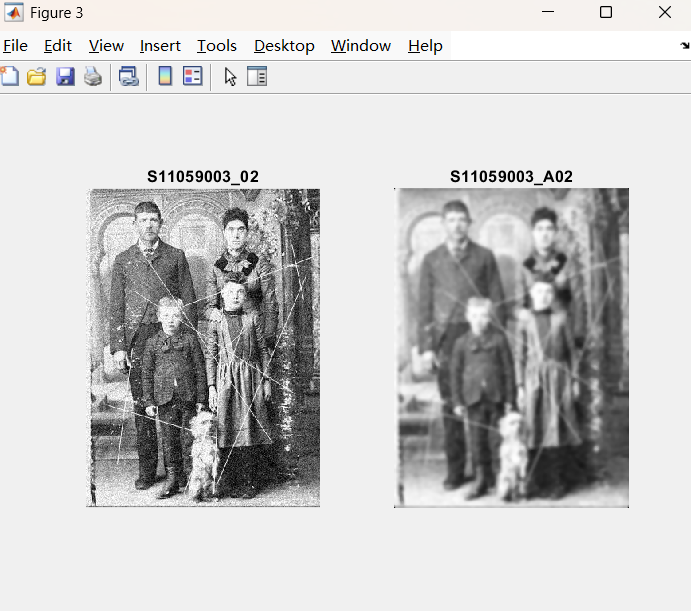 Figure 3
File Edit View Insert Tools Desktop Window Help
S11059003_02
S11059003_A02